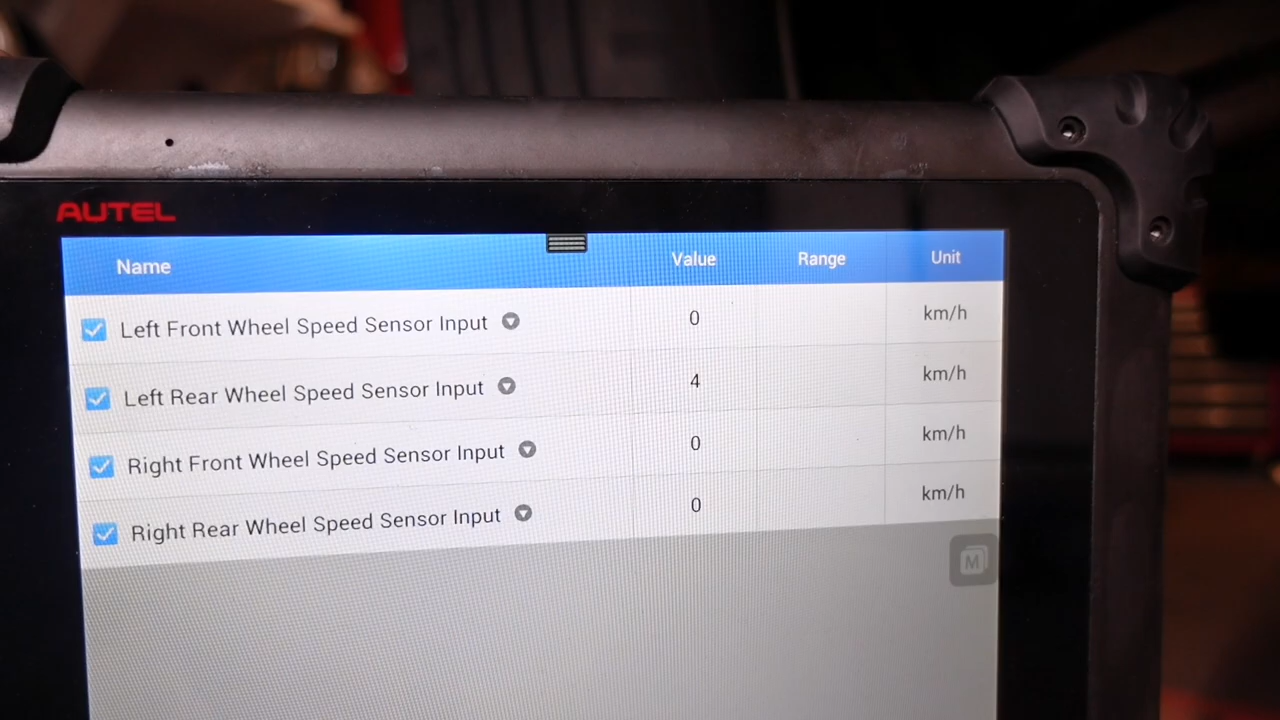 AUTEL
Name Value Range Unit
Left Front Wheel Speed Sensor Input 0 km/h
Left Rear Wheel Speed Sensor Input 4 km/h
Right Front Wheel Speed Sensor Input 0 km/h
Right Rear Wheel Speed Sensor Input 0 km/h
M